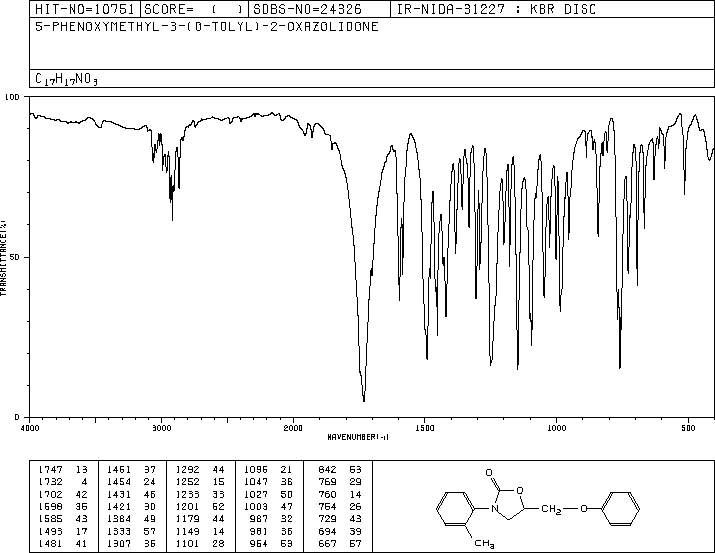 HIT-NO=10751 SCORE= ( ) SDBS-NO=24326 IR-NIDA-31227 : KBR DISC
5-PHENOXYMETHYL-3-(O-TOLYL)-2-OXAZOLIDONE
C17H17NO3
100
50
0
TRANSMITTANCE(%)
4000 3000 2000 1500 1000 500
WAVENUMBER(-1)
1747 13 1461 37 1292 44 1096 21 842 53
1732 4 1454 24 1252 15 1047 36 769 29
1702 42 1431 46 1233 33 1027 50 760 14
1598 35 1421 30 1201 52 1003 47 754 26
1585 43 1384 49 1179 44 987 32 729 43
1493 17 1333 57 1149 14 981 36 694 39
1481 41 1307 36 1101 28 954 53 667 57
O
O
N
CH2
O
CH3